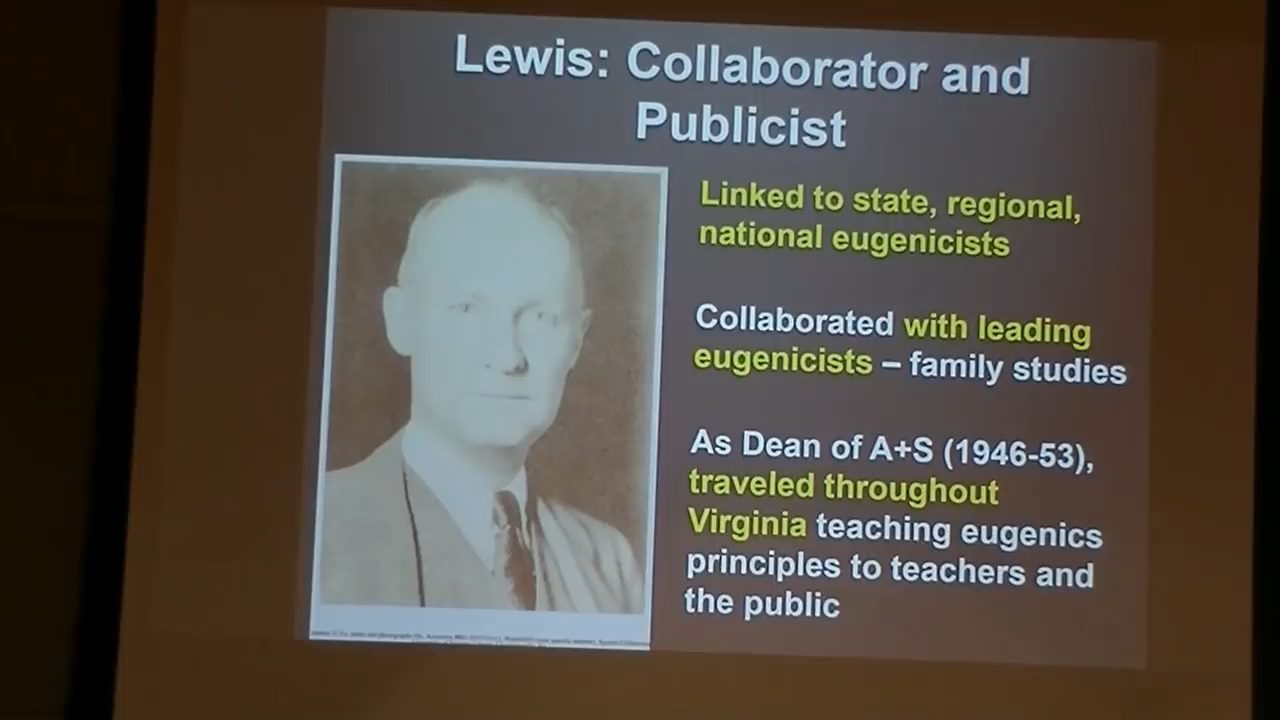 Lewis: Collaborator and
Publicist
Linked to state, regional,
national eugenicists
Collaborated with leading
eugenicists – family studies
As Dean of A+S (1946-53),
traveled throughout
Virginia teaching eugenics
principles to teachers and
the public